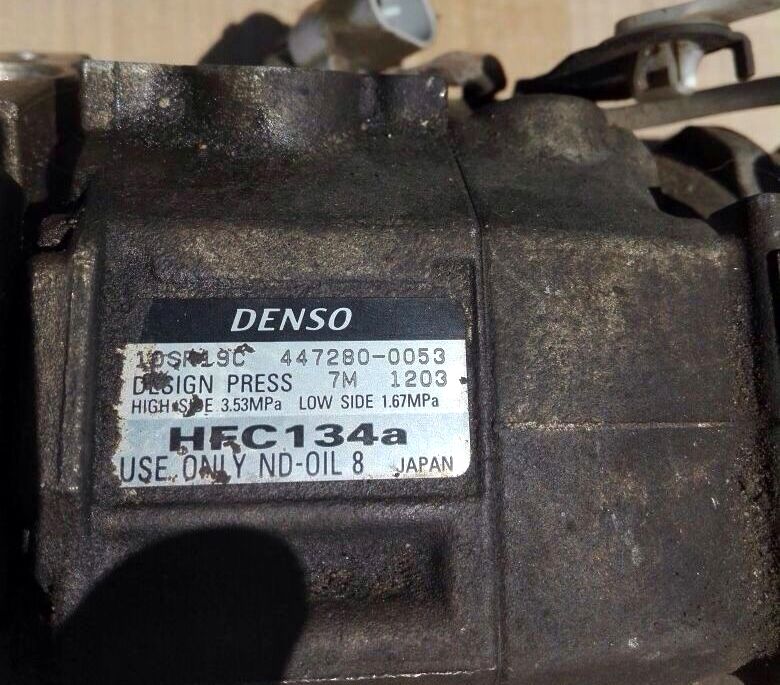 DENSO
10SR19C 447280-0053
DESIGN PRESS 7M 1203
HIGH SIDE 3.53MPa LOW SIDE 1.67MPa
HFC134a
USE ONLY ND-OIL 8 JAPAN